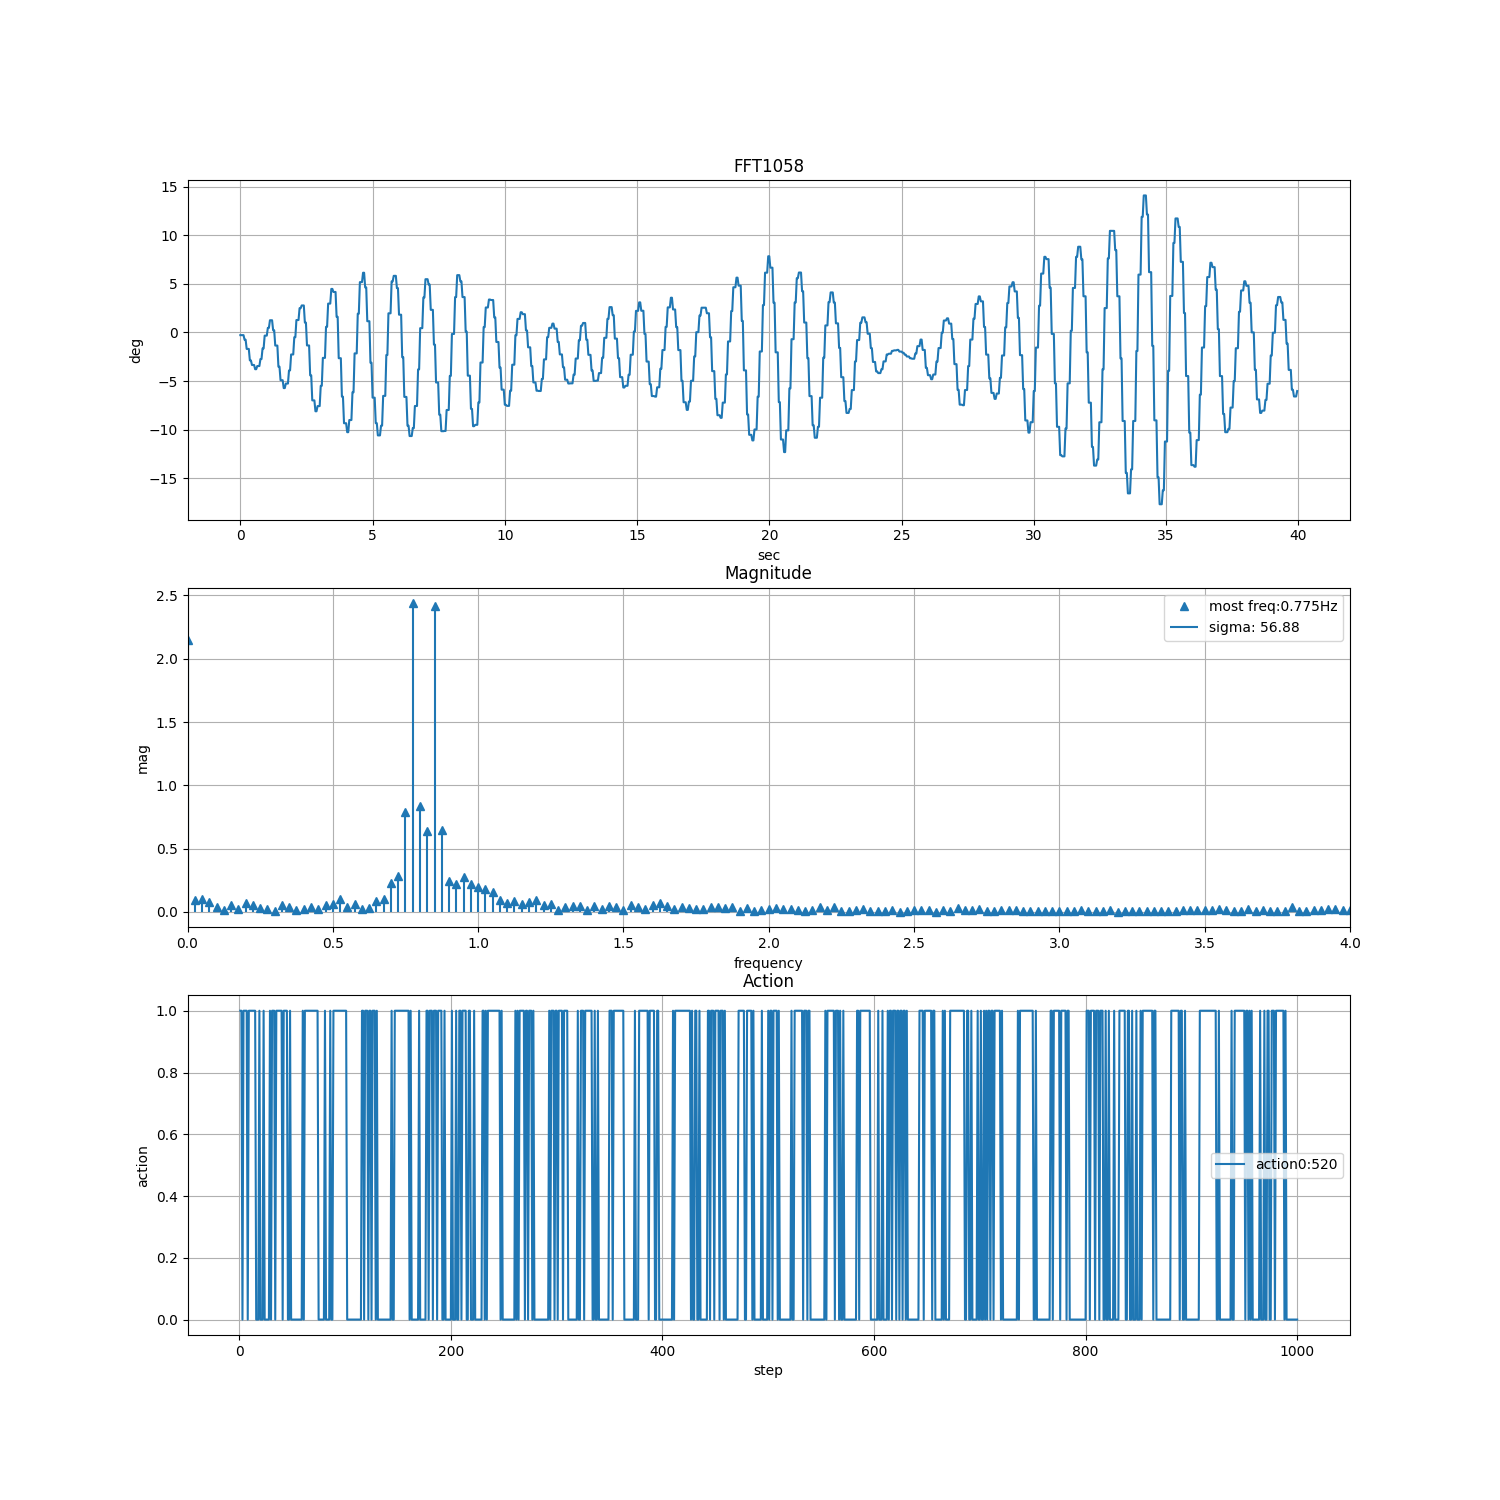 FFT1058
15
10
5
0
−5
−10
−15
deg
0 5 10 15 20 25 30 35 40
sec
Magnitude
2.5
2.0
1.5
1.0
0.5
0.0
mag
most freq:0.775Hz
sigma: 56.88
0.0 0.5 1.0 1.5 2.0 2.5 3.0 3.5 4.0
frequency
Action
1.0
0.8
0.6
0.4
0.2
0.0
action
action0:520
0 200 400 600 800 1000
step